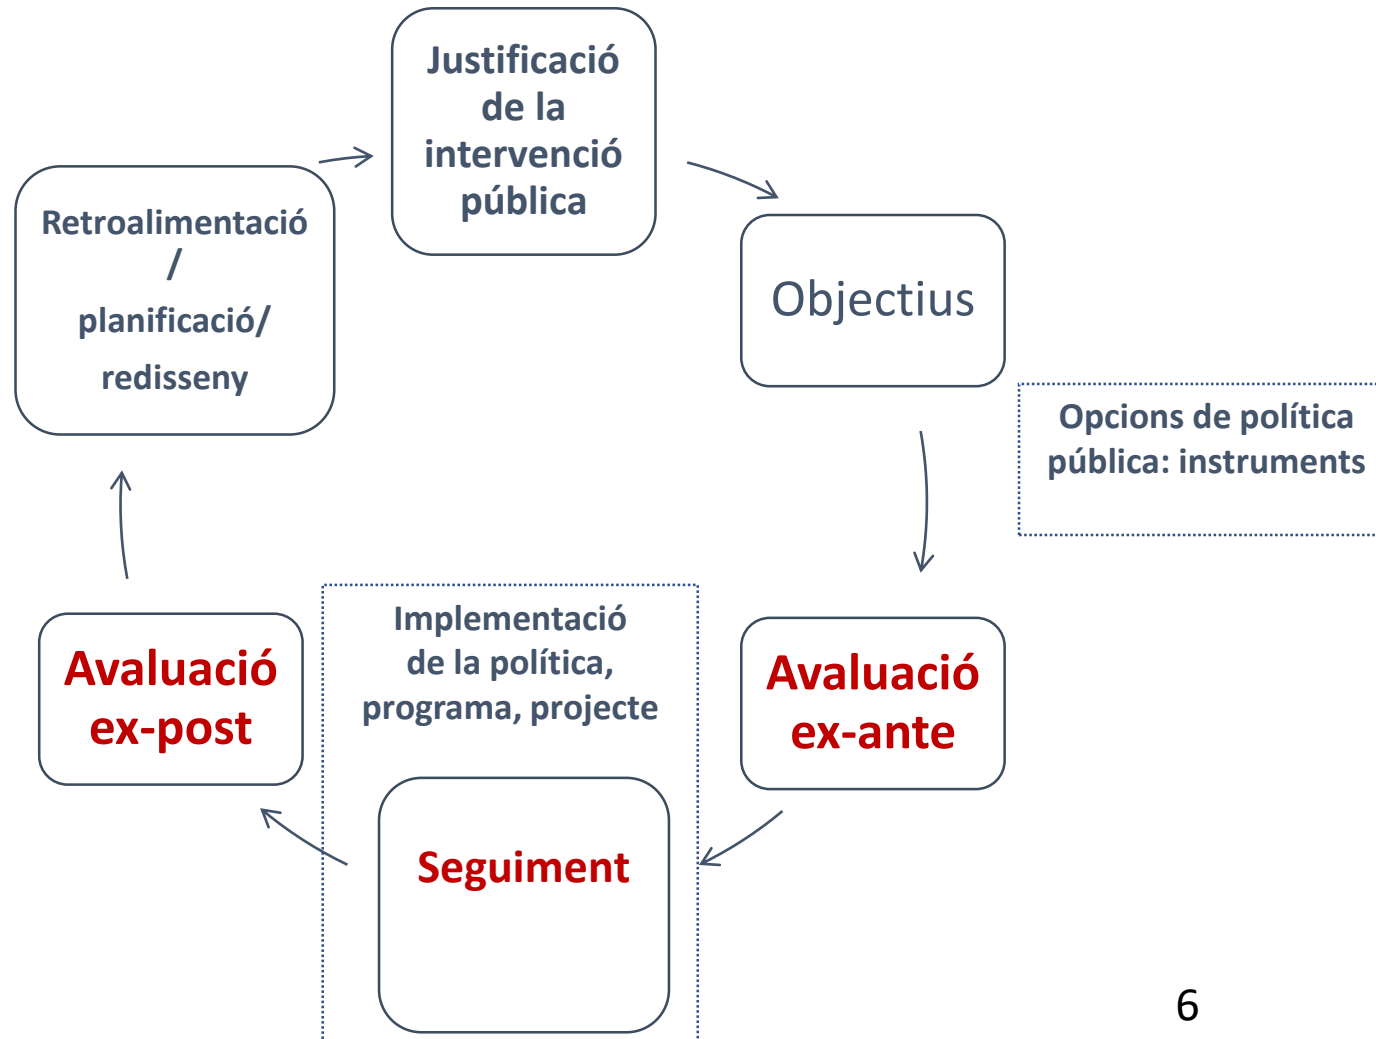 Justificació
de la
intervenció
pública
Retroalimentació
/
planificació/
redisseny
Objectius
Opcions de política
pública: instruments
Avaluació
ex-post
Implementació
de la política,
programa, projecte
Avaluació
ex-ante
Seguiment
6